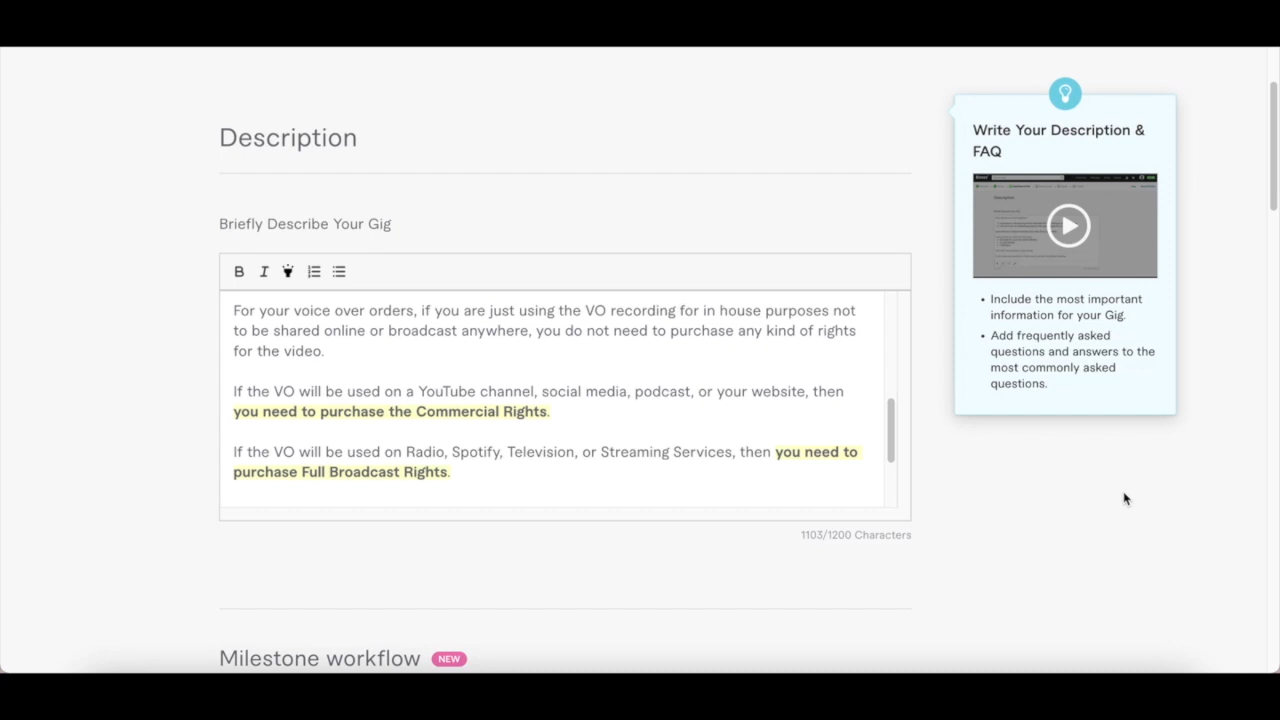 Description
Briefly Describe Your Gig
B I
For your voice over orders, if you are just using the VO recording for in house purposes not
to be shared online or broadcast anywhere, you do not need to purchase any kind of rights
for the video.
If the VO will be used on a YouTube channel, social media, podcast, or your website, then
you need to purchase the Commercial Rights.
If the VO will be used on Radio, Spotify, Television, or Streaming Services, then you need to
purchase Full Broadcast Rights.
1103/1200 Characters
Milestone workflow NEW
Write Your Description &
FAQ
• Include the most important
information for your Gig.
• Add frequently asked
questions and answers to the
most commonly asked
questions.